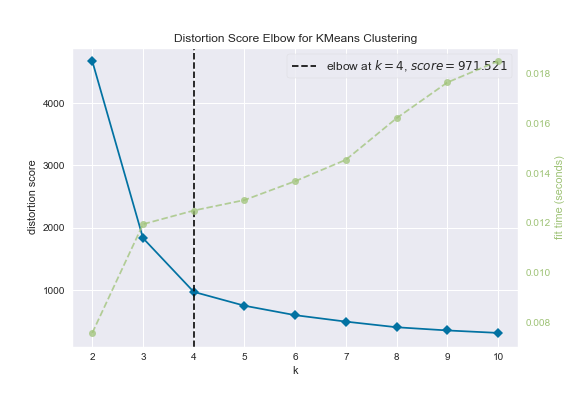 Distortion Score Elbow for KMeans Clustering
elbow at k = 4, score = 971.521
4000
3000
2000
1000
distortion score
0.018
0.016
0.014
0.012
0.010
0.008
fit time (seconds)
2 3 4 5 6 7 8 9 10
k